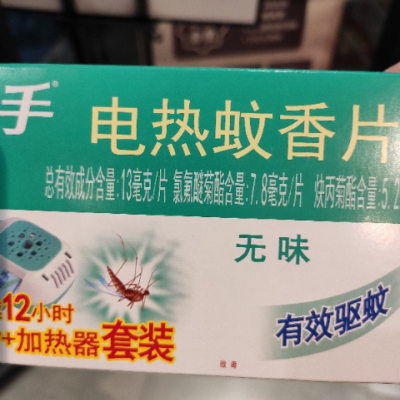 手®
电热蚊香片
总有效成分含量:13毫克/片 氯氟醚菊酯含量:7.8毫克/片 炔丙菊酯含量:5.2
无味
12小时
+加热器套装
有效驱蚊